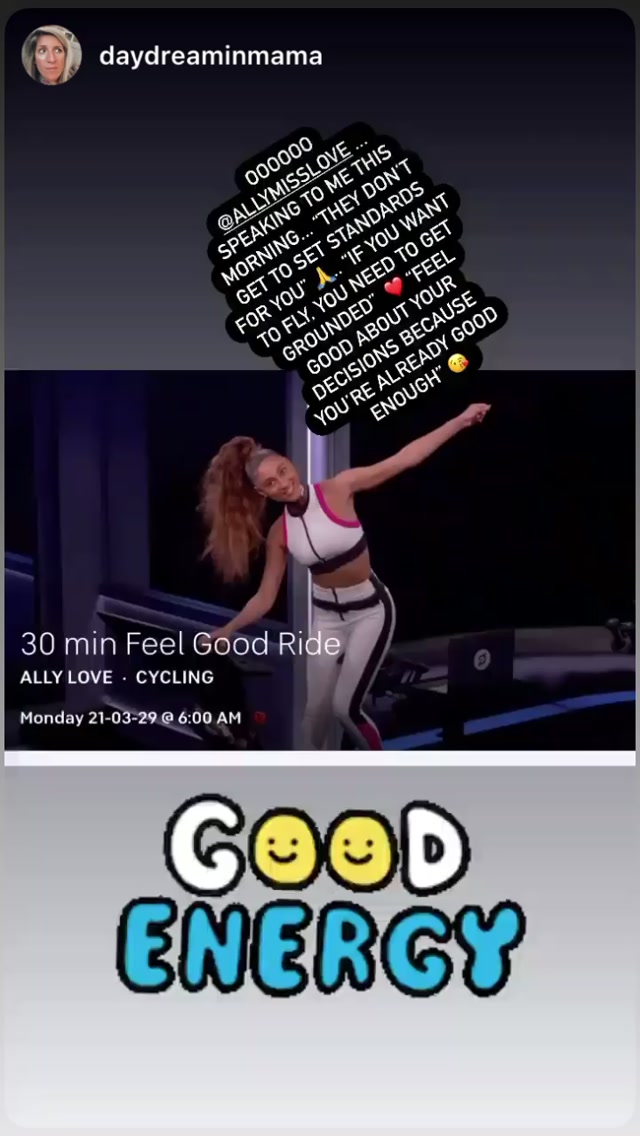 daydreaminmama
OOOOOO
@ALLYMISSLOVE ...
SPEAKING TO ME THIS
MORNING... "THEY DON'T
GET TO SET STANDARDS
FOR YOU" 🙏.. "IF YOU WANT
TO FLY, YOU NEED TO GET
GROUNDED" ❤️ "FEEL
GOOD ABOUT YOUR
DECISIONS BECAUSE
YOU'RE ALREADY GOOD
ENOUGH" 😘
30 min Feel Good Ride
ALLY LOVE · CYCLING
Monday 21-03-29 @ 6:00 AM
GOOD
ENERGY